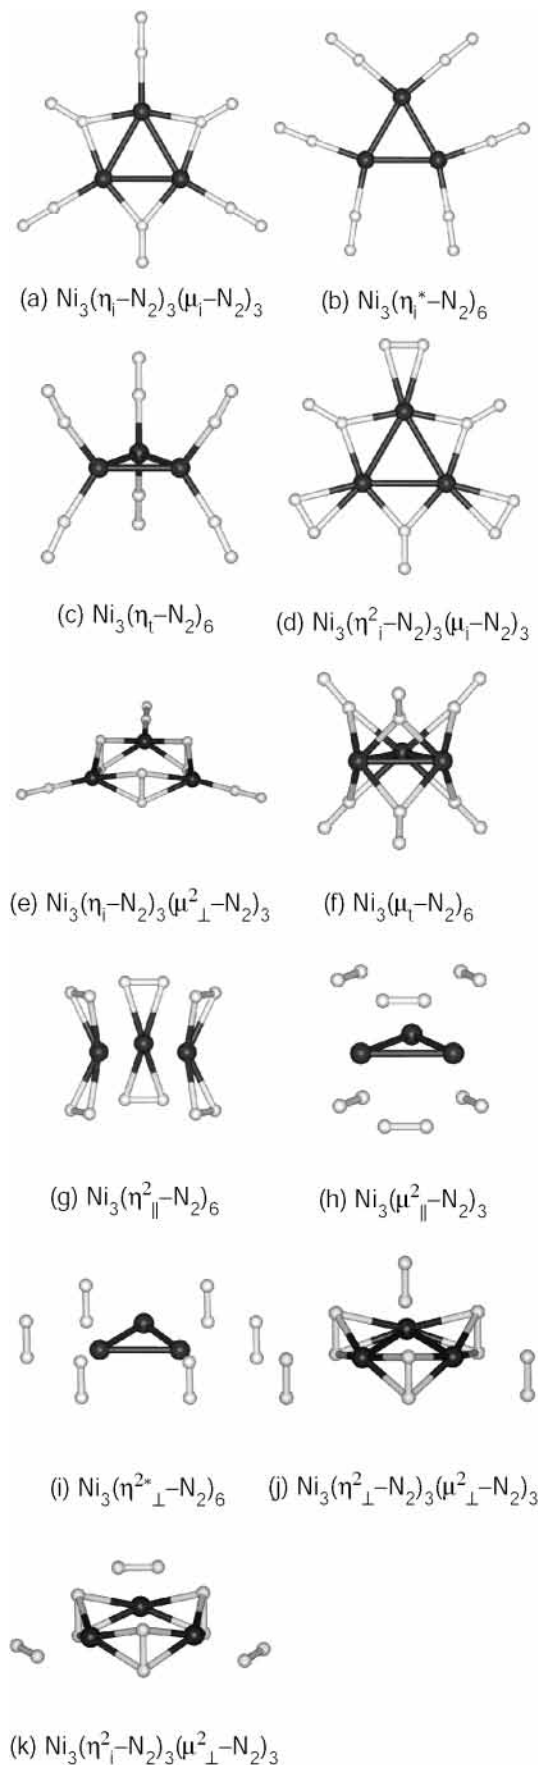 (a) Ni₃(ηᵢ–N₂)₃(μᵢ–N₂)₃
(b) Ni₃(ηᵢ*–N₂)₆
(c) Ni₃(ηₜ–N₂)₆
(d) Ni₃(η²ᵢ–N₂)₃(μᵢ–N₂)₃
(e) Ni₃(ηᵢ–N₂)₃(μ²⊥–N₂)₃
(f) Ni₃(μₜ–N₂)₆
(g) Ni₃(η²||–N₂)₆
(h) Ni₃(μ²||–N₂)₃
(i) Ni₃(η²*⊥–N₂)₆
(j) Ni₃(η²⊥–N₂)₃(μ²⊥–N₂)₃
(k) Ni₃(η²ᵢ–N₂)₃(μ²⊥–N₂)₃